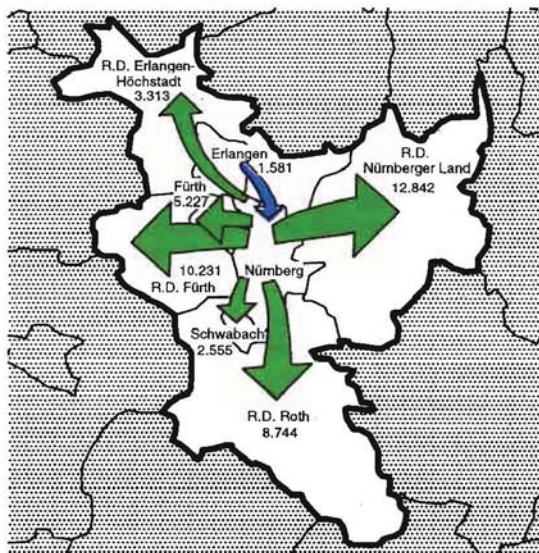 R.D. Erlangen-
Höchstadt
3.313
Erlangen
1.581
R.D.
Nürnberger Land
12.842
Fürth
5.227
10.231
R.D. Fürth
Nürnberg
Schwabach
2.555
R.D. Roth
8.744